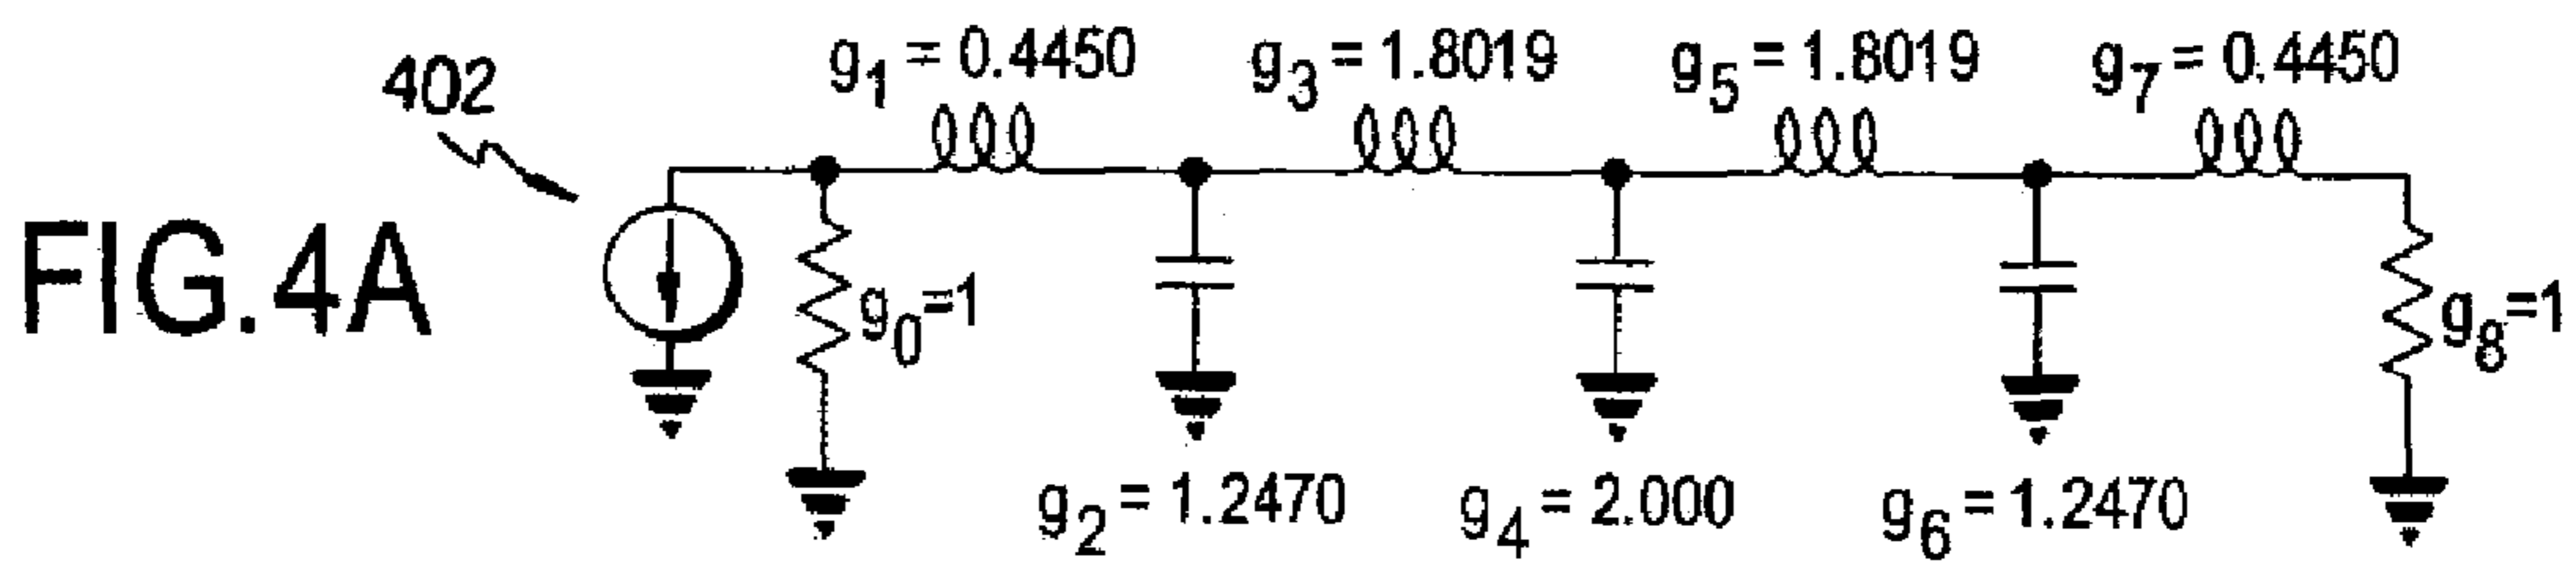 402
g1 = 0.4450
g3 = 1.8019
g5 = 1.8019
g7 = 0.4450
FIG.4A
g0=1
g8=1
g2 = 1.2470
g4 = 2.000
g6 = 1.2470